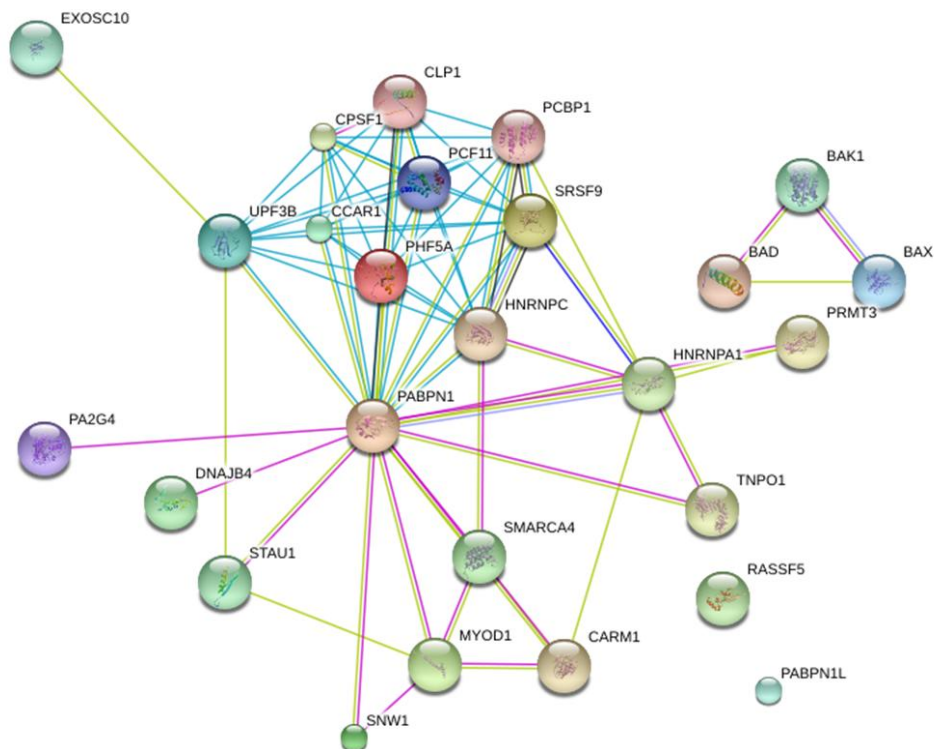 EXOSC10
CLP1
PCBP1
CPSF1
PCF11
BAK1
SRSF9
UPF3B
CCAR1
PHF5A
BAD
BAX
HNRNPC
PRMT3
HNRNPA1
PABPN1
PA2G4
DNAJB4
TNPO1
SMARCA4
STAU1
RASSF5
MYOD1
CARM1
PABPN1L
SNW1